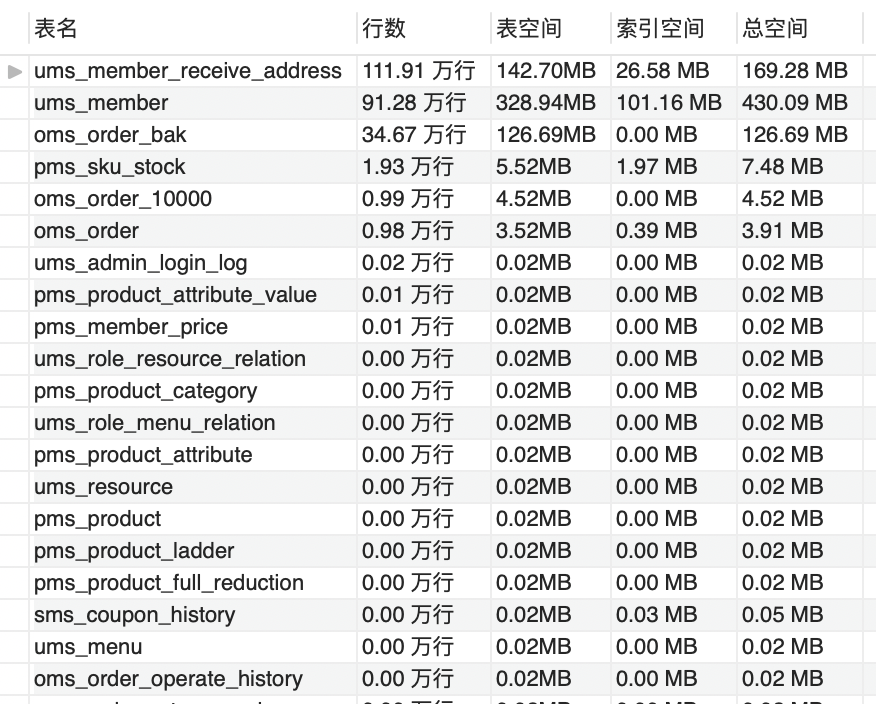 表名 行数 表空间 索引空间 总空间
ums_member_receive_address 111.91 万行 142.70MB 26.58 MB 169.28 MB
ums_member 91.28 万行 328.94MB 101.16 MB 430.09 MB
oms_order_bak 34.67 万行 126.69MB 0.00 MB 126.69 MB
pms_sku_stock 1.93 万行 5.52MB 1.97 MB 7.48 MB
oms_order_10000 0.99 万行 4.52MB 0.00 MB 4.52 MB
oms_order 0.98 万行 3.52MB 0.39 MB 3.91 MB
ums_admin_login_log 0.02 万行 0.02MB 0.00 MB 0.02 MB
pms_product_attribute_value 0.01 万行 0.02MB 0.00 MB 0.02 MB
pms_member_price 0.01 万行 0.02MB 0.00 MB 0.02 MB
ums_role_resource_relation 0.00 万行 0.02MB 0.00 MB 0.02 MB
pms_product_category 0.00 万行 0.02MB 0.00 MB 0.02 MB
ums_role_menu_relation 0.00 万行 0.02MB 0.00 MB 0.02 MB
pms_product_attribute 0.00 万行 0.02MB 0.00 MB 0.02 MB
ums_resource 0.00 万行 0.02MB 0.00 MB 0.02 MB
pms_product 0.00 万行 0.02MB 0.00 MB 0.02 MB
pms_product_ladder 0.00 万行 0.02MB 0.00 MB 0.02 MB
pms_product_full_reduction 0.00 万行 0.02MB 0.00 MB 0.02 MB
sms_coupon_history 0.00 万行 0.02MB 0.03 MB 0.05 MB
ums_menu 0.00 万行 0.02MB 0.00 MB 0.02 MB
oms_order_operate_history 0.00 万行 0.02MB 0.00 MB 0.02 MB